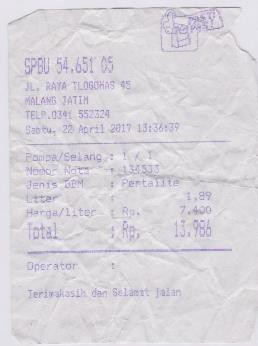 SPBU 54.651 05
JL. RAYA TLOGOMAS 45
MALANG JATIM
TELP.0341 552324
Sabtu, 22 April 2017 13:36:39
Pompa/Selang : 1 / 1
Nomor Nota : 134533
Jenis BBM : Pertalite
Liter : 1.89
Harga/liter : Rp. 7.400
Total : Rp. 13.986
Operator :
Terimakasih dan Selamat jalan